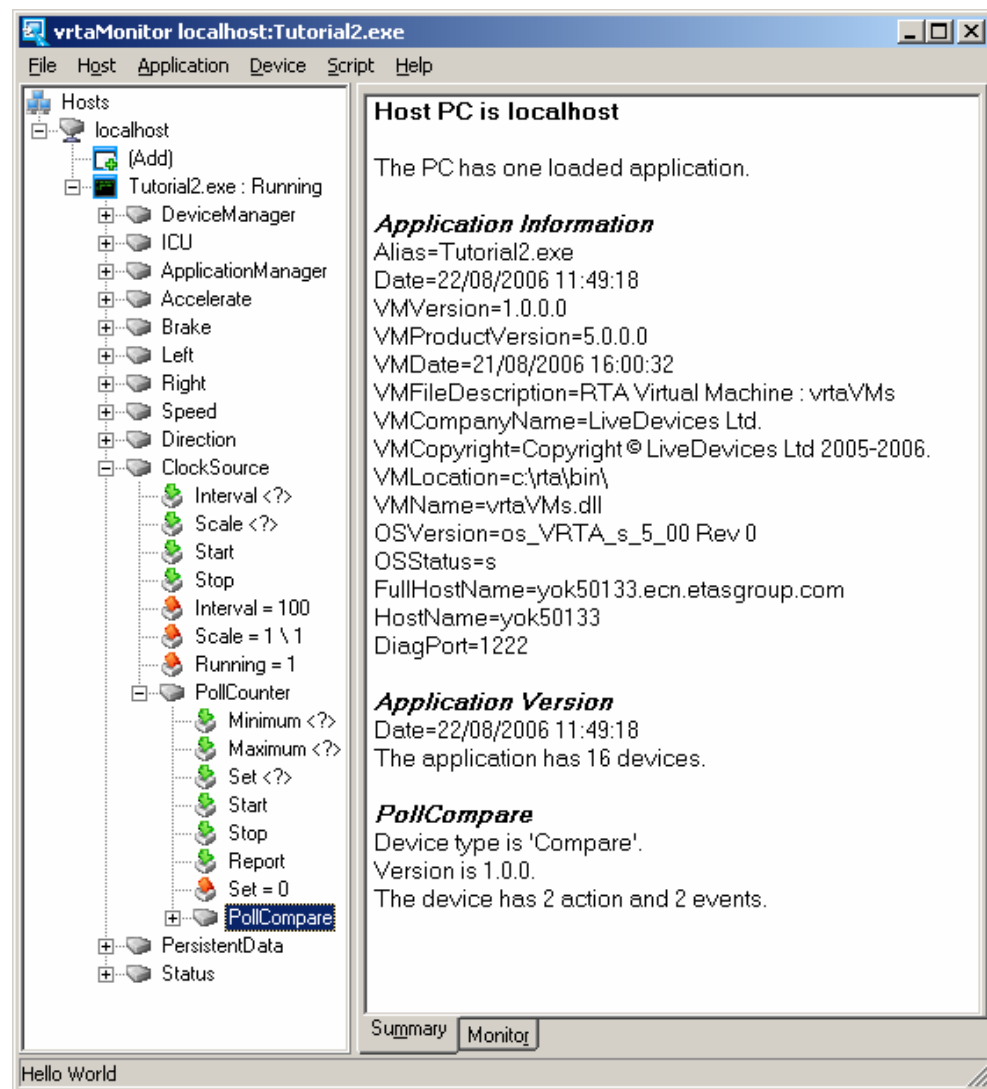 vrtaMonitor localhost:Tutorial2.exe
File Host Application Device Script Help
Hosts
localhost
(Add)
Tutorial2.exe : Running
DeviceManager
ICU
ApplicationManager
Accelerate
Brake
Left
Right
Speed
Direction
ClockSource
Interval <?>
Scale <?>
Start
Stop
Interval = 100
Scale = 1 \ 1
Running = 1
PollCounter
Minimum <?>
Maximum <?>
Set <?>
Start
Stop
Report
Set = 0
PollCompare
PersistentData
Status
Host PC is localhost
The PC has one loaded application.
Application Information
Alias=Tutorial2.exe
Date=22/08/2006 11:49:18
VMVersion=1.0.0.0
VMProductVersion=5.0.0.0
VMDate=21/08/2006 16:00:32
VMFileDescription=RTA Virtual Machine : vrtaVMs
VMCompanyName=LiveDevices Ltd.
VMCopyright=Copyright © LiveDevices Ltd 2005-2006.
VMLocation=c:\rta\bin\
VMName=vrtaVMs.dll
OSVersion=os_VRTA_s_5_00 Rev 0
OSStatus=s
FullHostName=yok50133.ecn.etasgroup.com
HostName=yok50133
DiagPort=1222
Application Version
Date=22/08/2006 11:49:18
The application has 16 devices.
PollCompare
Device type is 'Compare'.
Version is 1.0.0.
The device has 2 action and 2 events.
Summary Monitor
Hello World